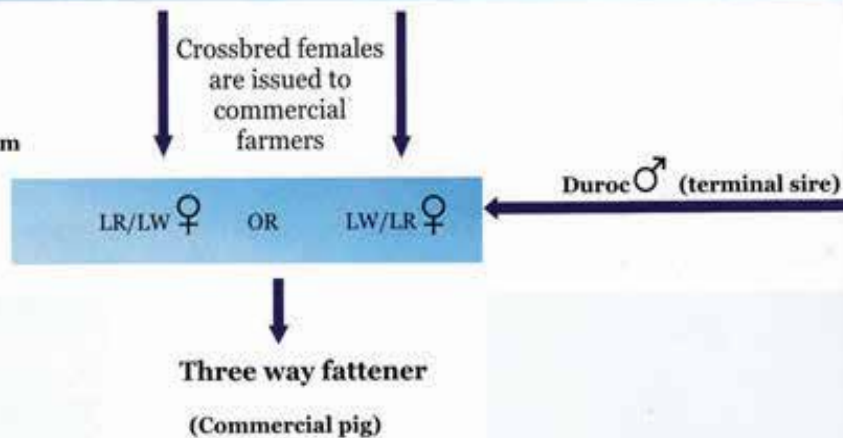 Crossbred females
are issued to
commercial
farmers
m
LR/LW ♀ OR LW/LR ♀
Duroc ♂ (terminal sire)
Three way fattener
(Commercial pig)